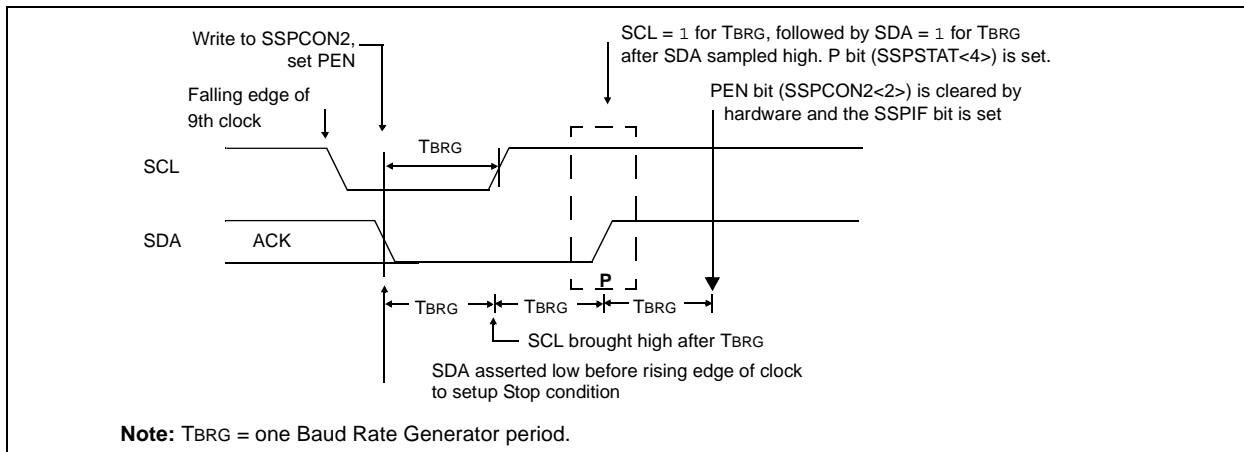 Write to SSPCON2,
set PEN
SCL = 1 for TBRG, followed by SDA = 1 for TBRG
after SDA sampled high. P bit (SSPSTAT<4>) is set.
Falling edge of
9th clock
PEN bit (SSPCON2<2>) is cleared by
hardware and the SSPIF bit is set
TBRG
SCL
SDA
ACK
P
TBRG
TBRG
TBRG
SCL brought high after TBRG
SDA asserted low before rising edge of clock
to setup Stop condition
Note: TBRG = one Baud Rate Generator period.